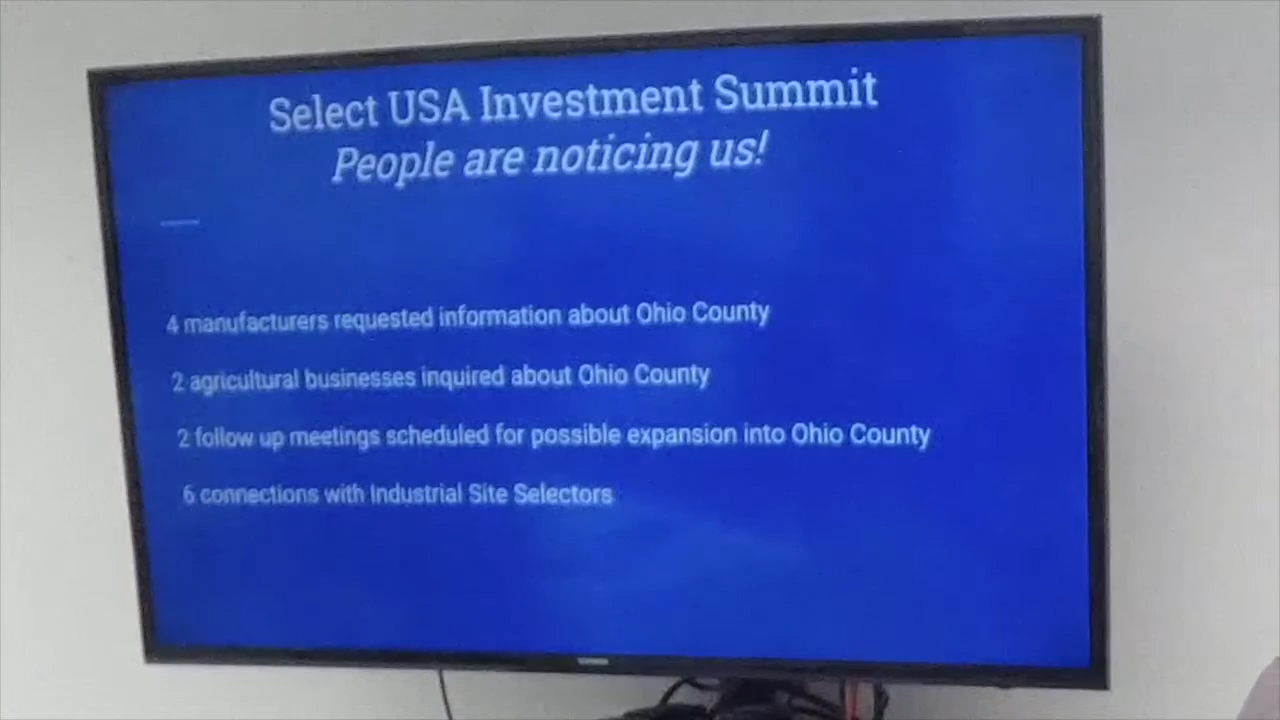 Select USA Investment Summit
People are noticing us!
4 manufacturers requested information about Ohio County
2 agricultural businesses inquired about Ohio County
2 follow up meetings scheduled for possible expansion into Ohio County
6 connections with Industrial Site Selectors